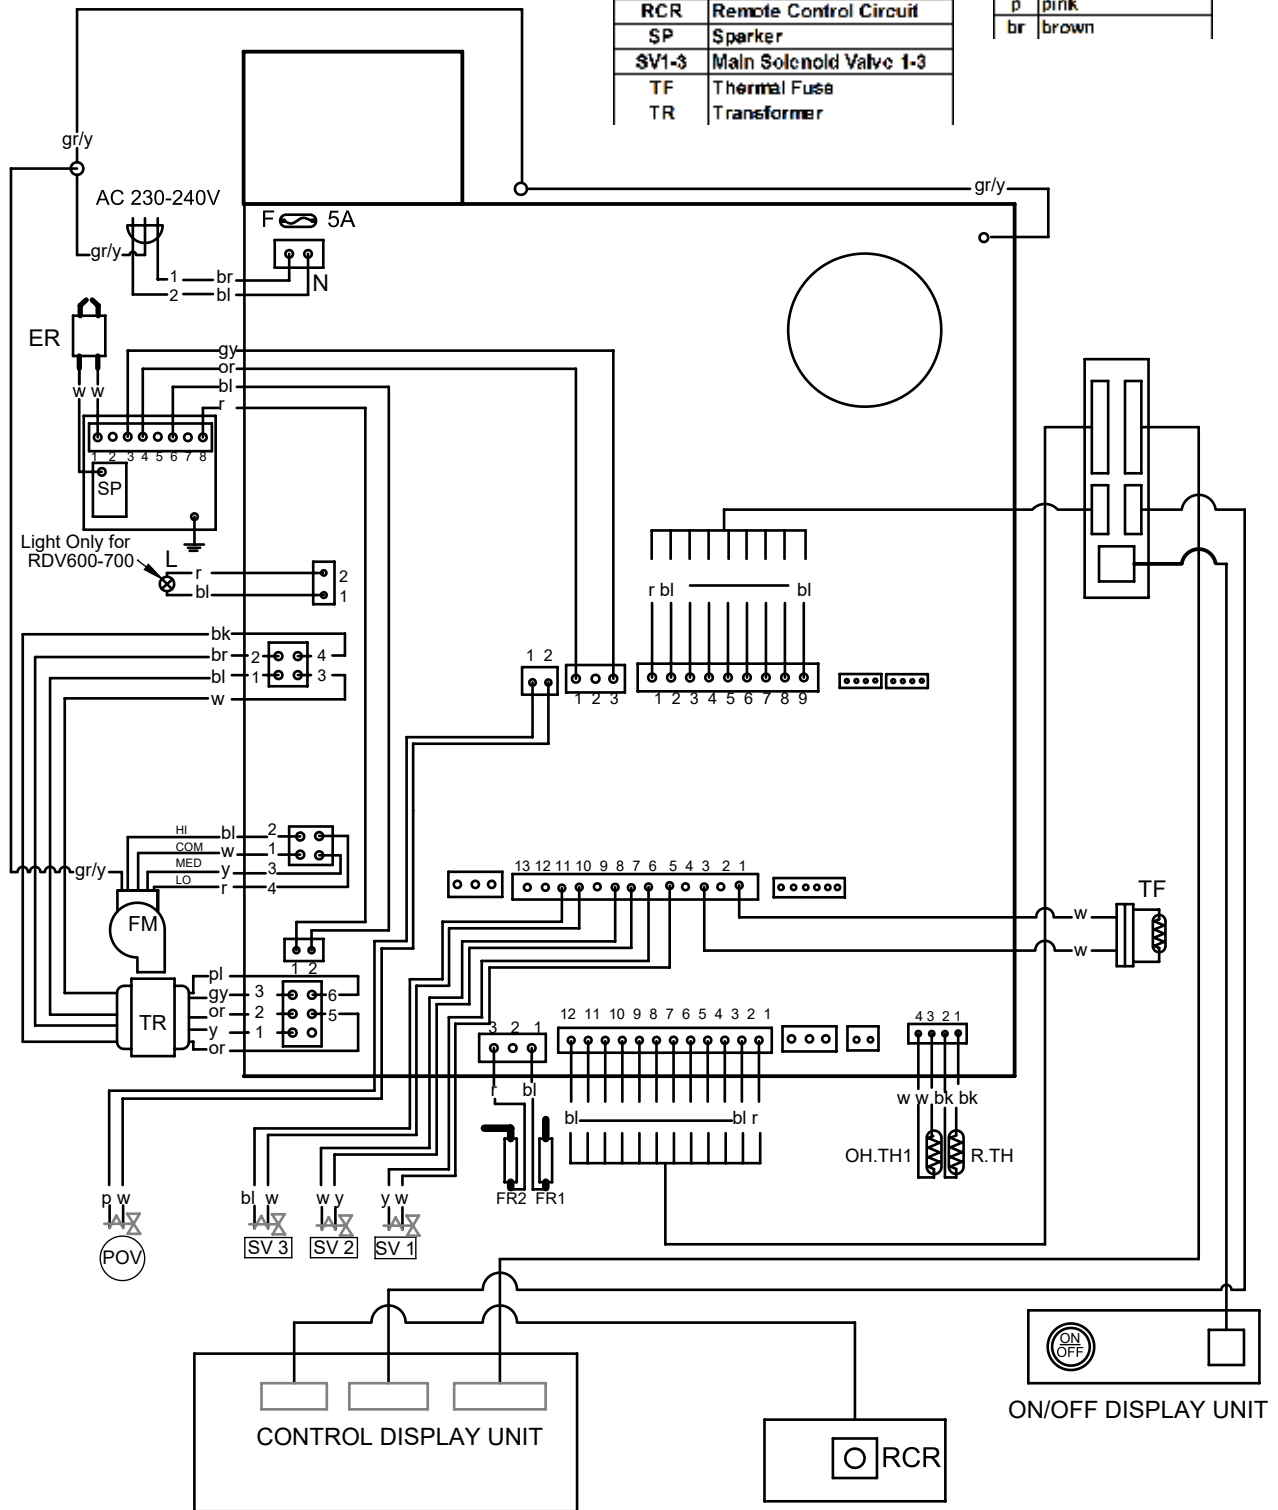 RCR Remote Control Circuit
SP Sparker
SV1-3 Main Solenoid Valve 1-3
TF Thermal Fuse
TR Transformer
p pink
br brown
gr/y
AC 230-240V
gr/y
F 5A
gr/y
1 br
2 bl
N
ER
w w
gy
or
bl
r
1 2 3 4 5 6 7 8
SP
Light Only for
RDV600-700
L
r 2
bl 1
r bl bl
bk
br 2 4
bl 1 3
w
1 2
1 2 3
1 2 3 4 5 6 7 8 9
HI bl 2
COM w 1
MED y 3
LO r 4
gr/y
FM
13 12 11 10 9 8 7 6 5 4 3 2 1
TF
w
w
1 2
pl
gy 3 6
or 2 5
y 1
or
TR
3 2 1
12 11 10 9 8 7 6 5 4 3 2 1
4 3 2 1
r bl
bl bl r
w w bk bk
OH.TH1 R.TH
FR2 FR1
p w
bl w
w y
y w
POV
SV 3
SV 2
SV 1
ON
OFF
ON/OFF DISPLAY UNIT
CONTROL DISPLAY UNIT
RCR